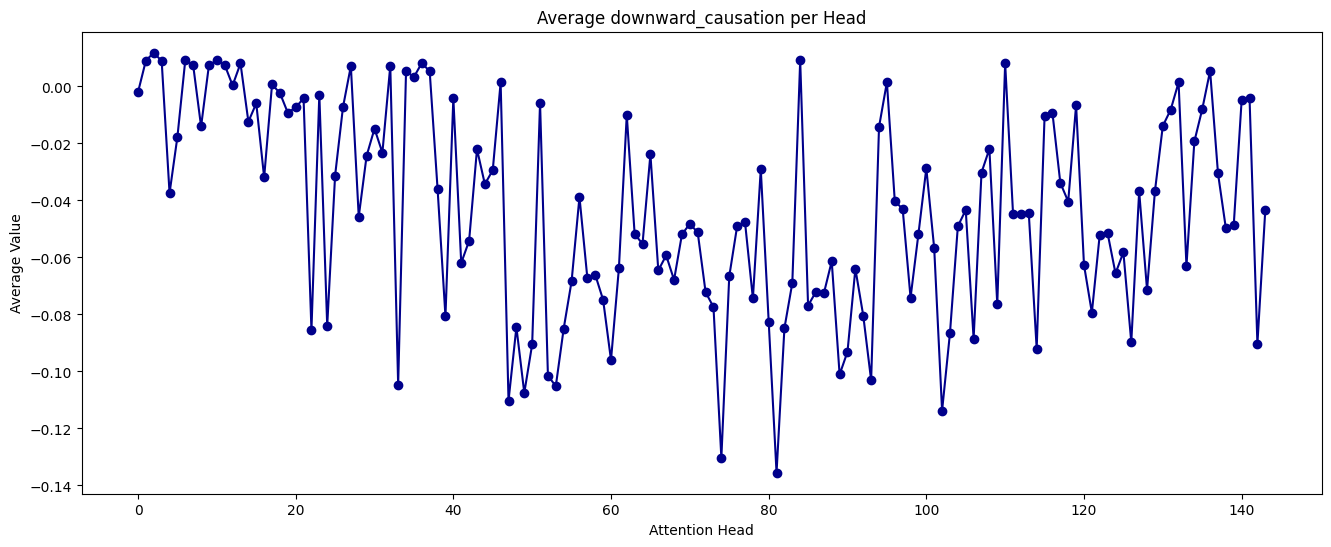 Average downward_causation per Head
Average Value
0.00
−0.02
−0.04
−0.06
−0.08
−0.10
−0.12
−0.14
0 20 40 60 80 100 120 140
Attention Head